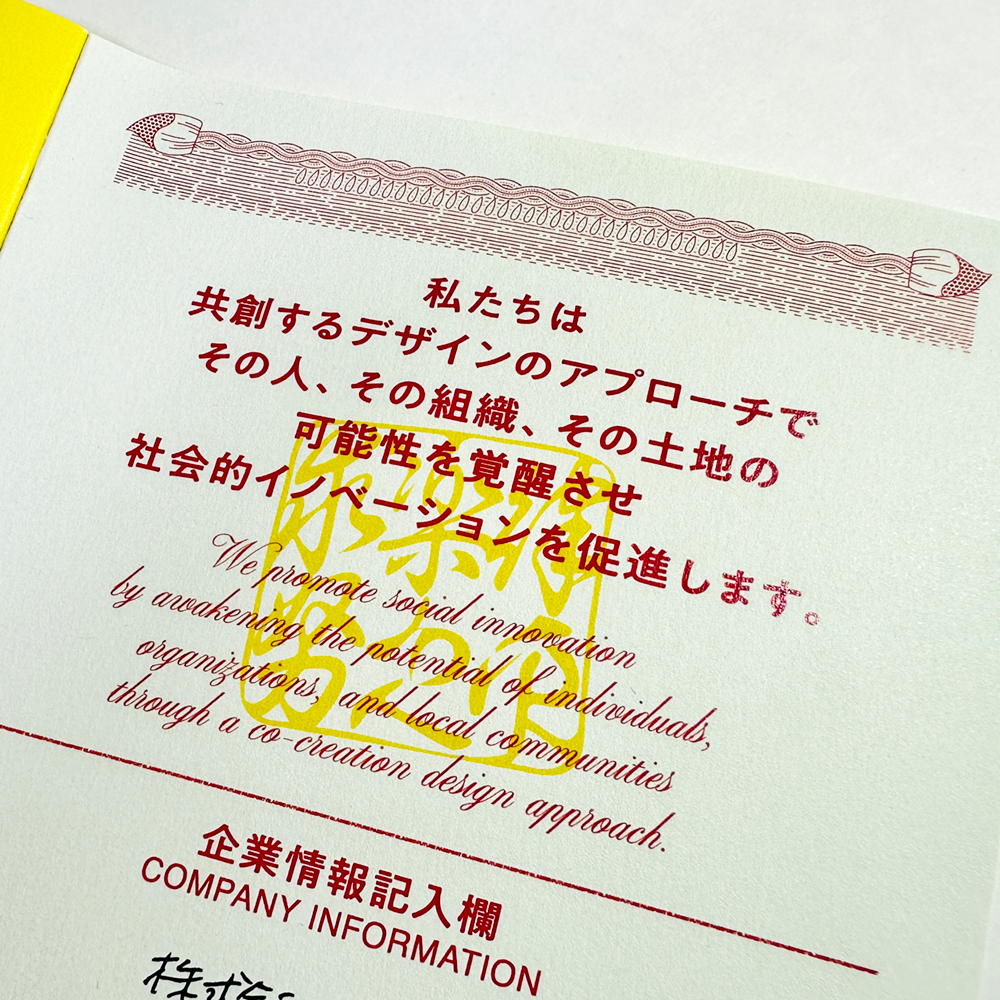 私たちは
共創するデザインのアプローチで
その人、その組織、その土地の
可能性を覚醒させ
社会的イノベーションを促進します。
We promote social innovation
by awakening the potential of individuals,
organizations, and local communities
through a co-creation design approach.
企業情報記入欄
COMPANY INFORMATION
株式